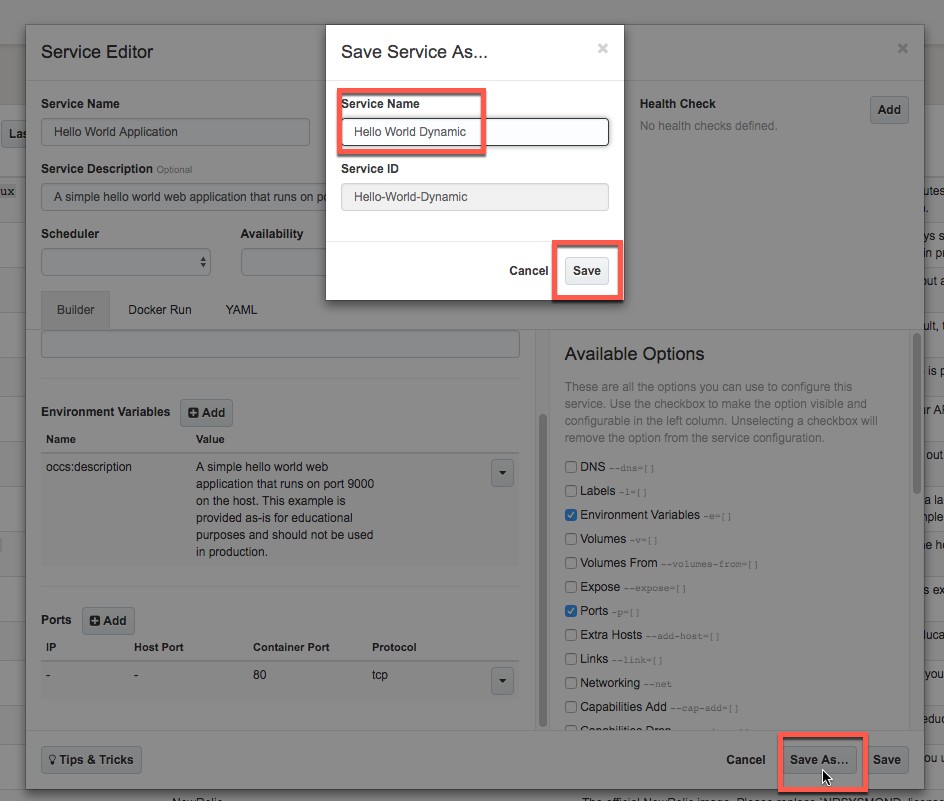 Service Editor
×
Service Name
Hello World Application
Service Description Optional
A simple hello world web application that runs on po
Scheduler
Availability
Save Service As...
×
Service Name
Hello World Dynamic
Service ID
Hello-World-Dynamic
Cancel
Save
Health Check
Add
No health checks defined.
Builder
Docker Run
YAML
Environment Variables
Add
Name
Value
occs:description
A simple hello world web
application that runs on port 9000
on the host. This example is
provided as-is for educational
purposes and should not be used
in production.
Ports
Add
IP
Host Port
Container Port
Protocol
-
-
80
tcp
Available Options
These are all the options you can use to configure this
service. Use the checkbox to make the option visible and
configurable in the left column. Unselecting a checkbox will
remove the option from the service configuration.
DNS --dns=[]
Labels -l=[]
Environment Variables -e=[]
Volumes -v=[]
Volumes From --volumes-from=[]
Expose --expose=[]
Ports -p=[]
Extra Hosts --add-host=[]
Links --link=[]
Networking --net
Capabilities Add --cap-add=[]
Tips & Tricks
Cancel
Save As...
Save
Las
ux